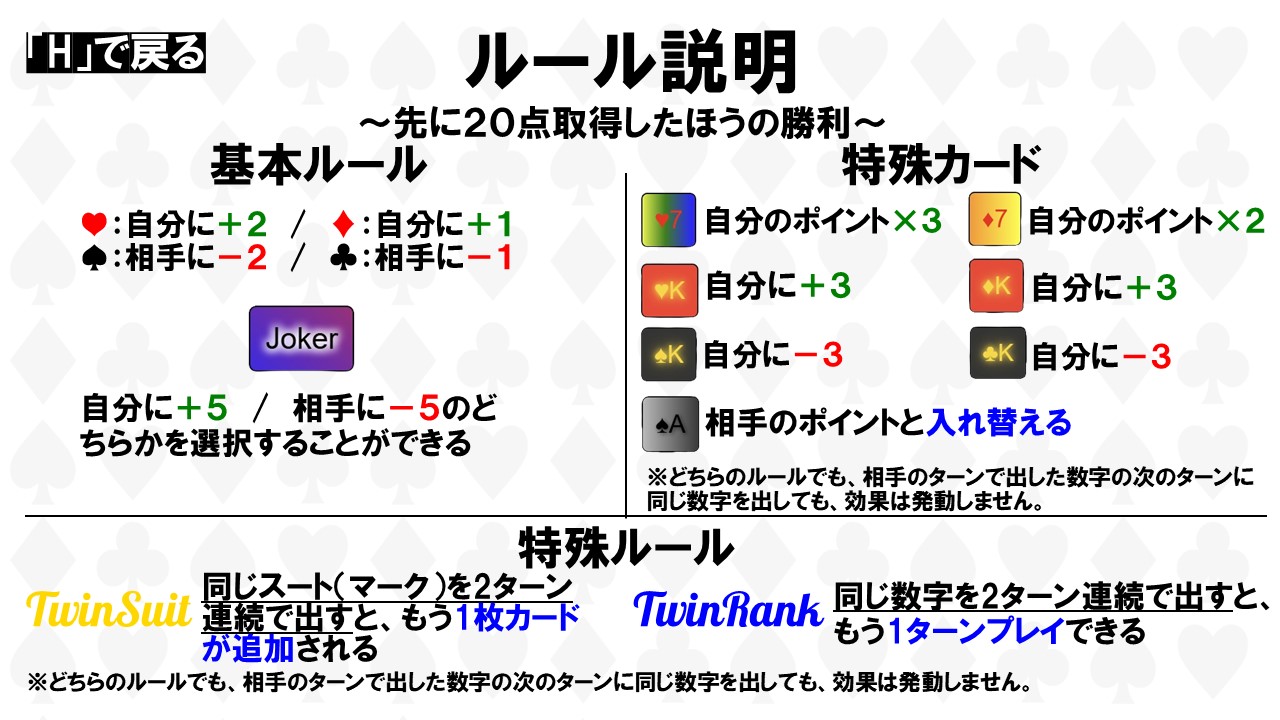 「H」で戻る
ルール説明
～先に20点取得したほうの勝利～
基本ルール
♥:自分に＋2 / ♦:自分に＋1
♠:相手に－2 / ♣:相手に－1
Joker
自分に＋5 / 相手に－5のど
ちらかを選択することができる
特殊カード
♥7 自分のポイント×3 ♦7 自分のポイント×2
♥K 自分に＋3 ♦K 自分に＋3
♠K 自分に－3 ♣K 自分に－3
♠A 相手のポイントと入れ替える
※どちらのルールでも、相手のターンで出した数字の次のターンに
同じ数字を出しても、効果は発動しません。
特殊ルール
TwinSuit
同じスート(マーク)を2ターン
連続で出すと、もう1枚カード
が追加される
TwinRank
同じ数字を2ターン連続で出すと、
もう1ターンプレイできる
※どちらのルールでも、相手のターンで出した数字の次のターンに同じ数字を出しても、効果は発動しません。